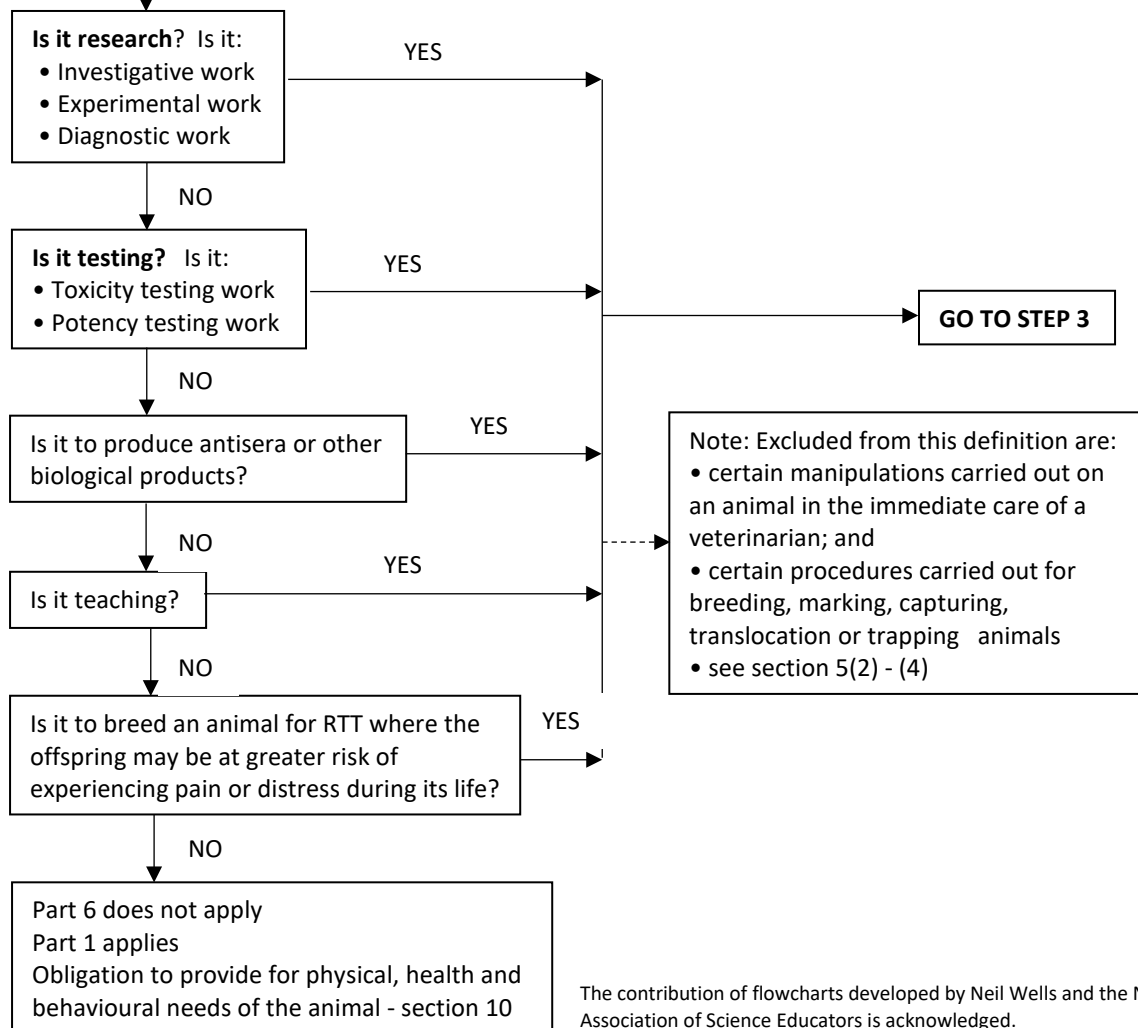 Is it research? Is it:
• Investigative work
• Experimental work
• Diagnostic work
YES
NO
Is it testing? Is it:
• Toxicity testing work
• Potency testing work
YES
GO TO STEP 3
NO
Is it to produce antisera or other
biological products?
YES
Note: Excluded from this definition are:
• certain manipulations carried out on
an animal in the immediate care of a
veterinarian; and
• certain procedures carried out for
breeding, marking, capturing,
translocation or trapping animals
• see section 5(2) - (4)
NO
Is it teaching?
YES
NO
Is it to breed an animal for RTT where the
offspring may be at greater risk of
experiencing pain or distress during its life?
YES
NO
Part 6 does not apply
Part 1 applies
Obligation to provide for physical, health and
behavioural needs of the animal - section 10
The contribution of flowcharts developed by Neil Wells and the
Association of Science Educators is acknowledged.